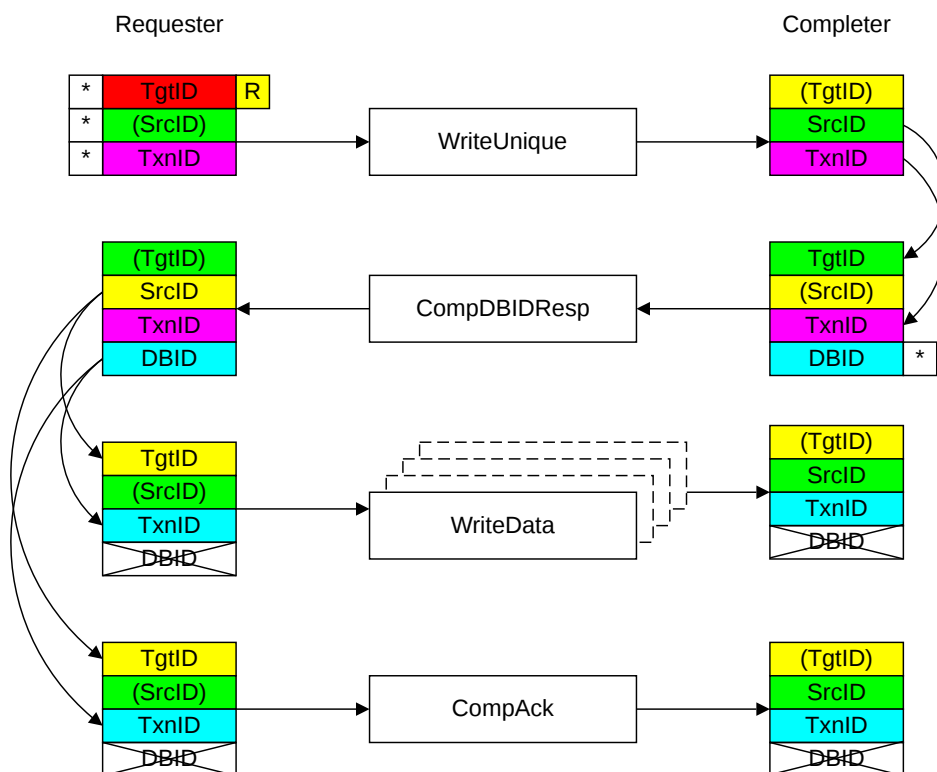 Requester
Completer
* TgtID R
* (SrcID)
* TxnID
WriteUnique
(TgtID)
SrcID
TxnID
(TgtID)
SrcID
TxnID
DBID
CompDBIDResp
TgtID
(SrcID)
TxnID
DBID *
TgtID
(SrcID)
TxnID
DBID
WriteData
(TgtID)
SrcID
TxnID
DBID
TgtID
(SrcID)
TxnID
DBID
CompAck
(TgtID)
SrcID
TxnID
DBID